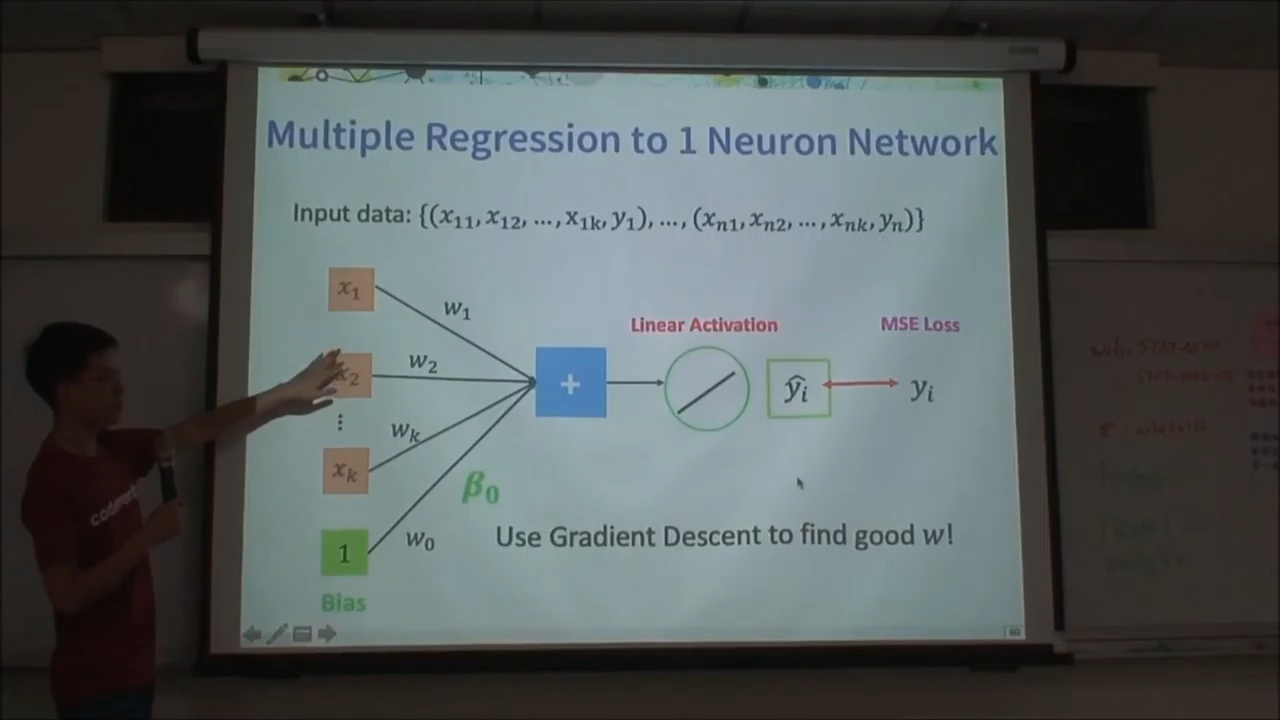 Multiple Regression to 1 Neuron Network
Input data: {(x₁₁, x₁₂, ..., x₁ₖ, y₁), ..., (xₙ₁, xₙ₂, ..., xₙₖ, yₙ)}
x₁
w₁
Linear Activation
MSE Loss
x₂
w₂
+
ŷᵢ
yᵢ
⋮
xₖ
wₖ
β₀
1
w₀
Use Gradient Descent to find good w!
Bias